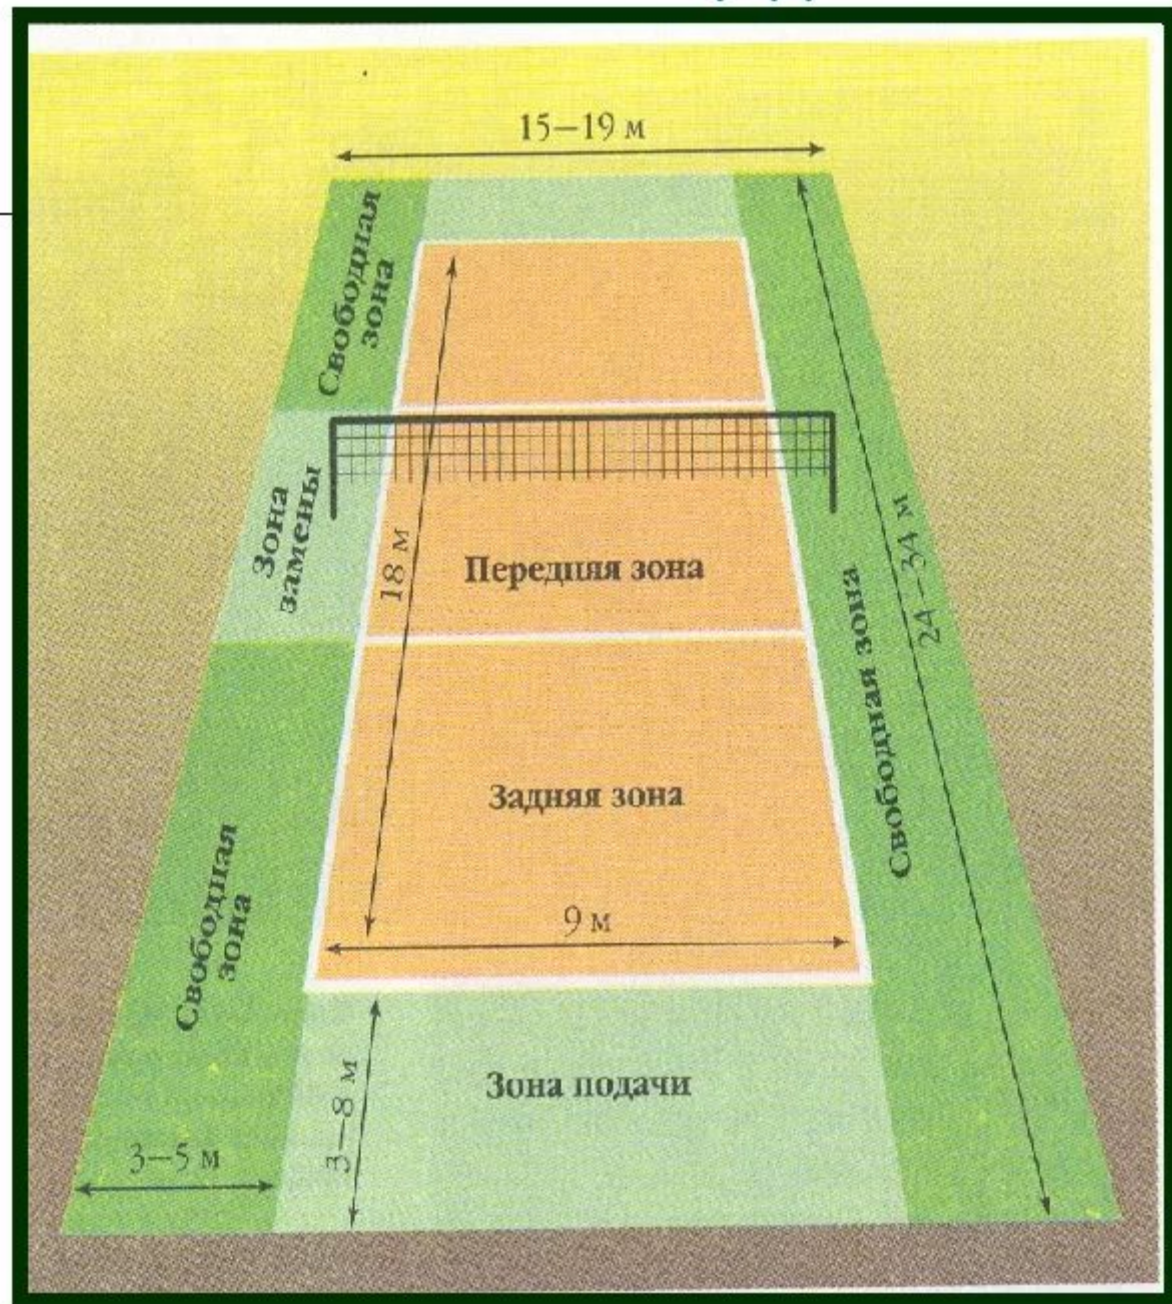 15–19 м
Свободная
зона
Зона
замены
18 м
Передняя зона
24–34 м
Свободная зона
Задняя зона
Свободная
зона
9 м
Зона подачи
3–8 м
3–5 м